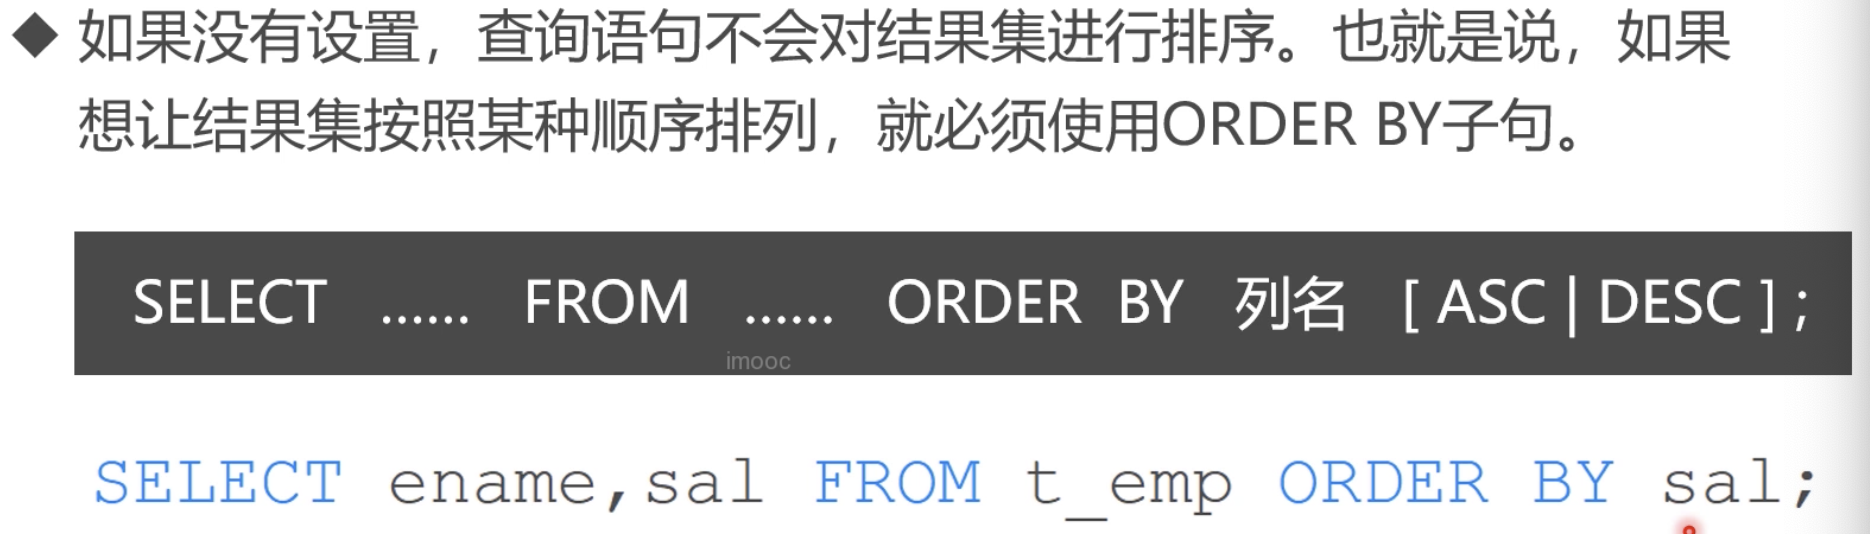 ◆ 如果没有设置，查询语句不会对结果集进行排序。也就是说，如果
想让结果集按照某种顺序排列，就必须使用ORDER BY子句。
SELECT …… FROM …… ORDER BY 列名 [ ASC | DESC ] ;
imooc
SELECT ename,sal FROM t_emp ORDER BY sal;